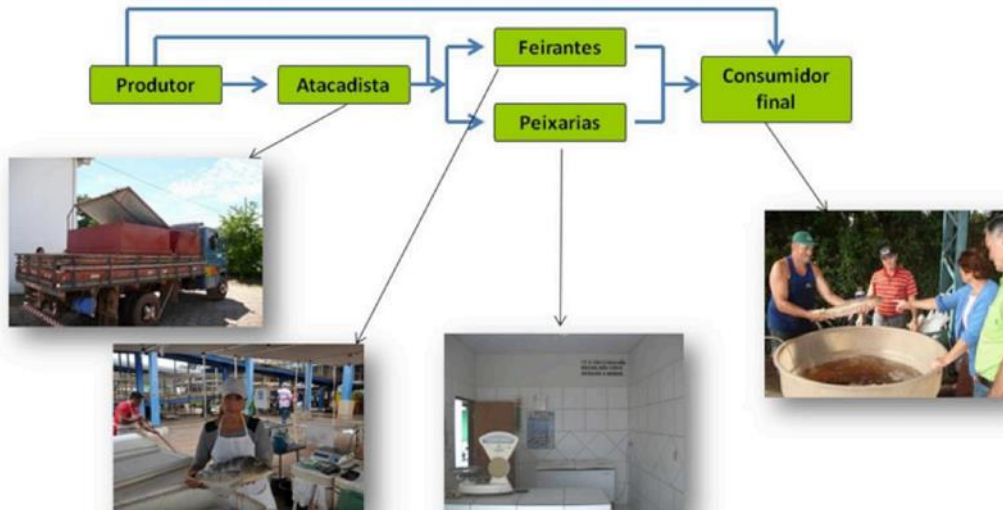 Produtor
Atacadista
Feirantes
Peixarias
Consumidor
final